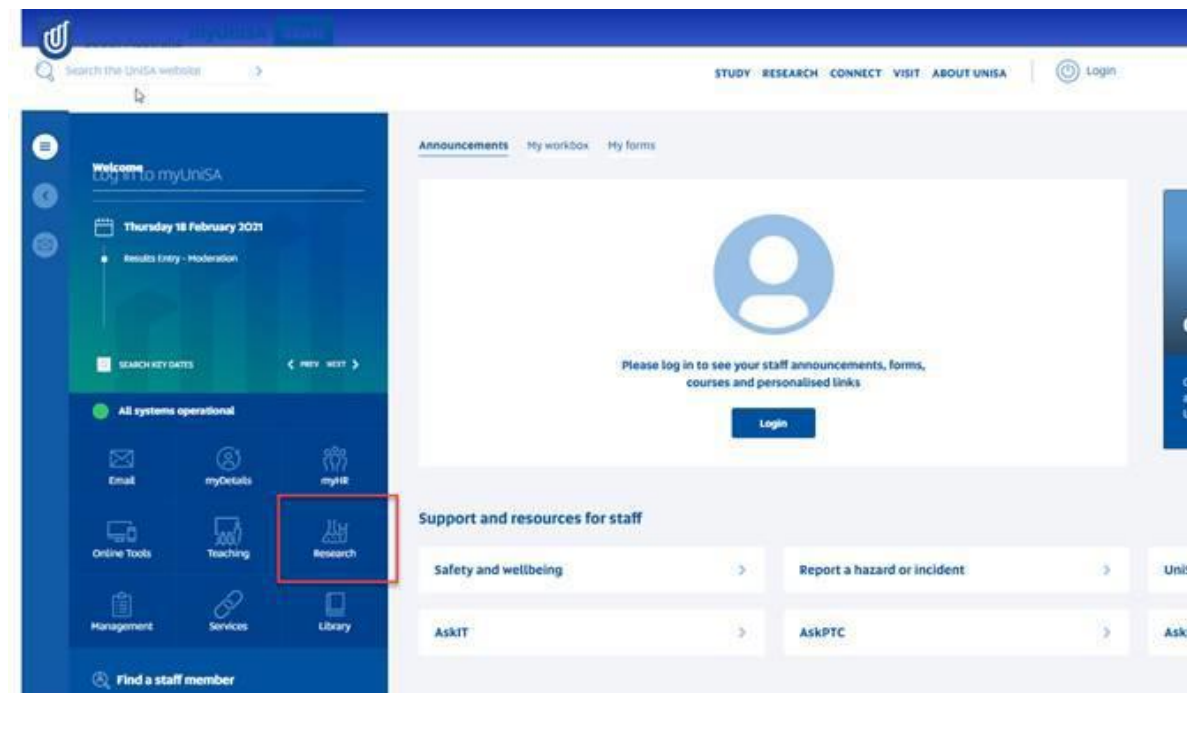 myUniSA
Search the UniSA website
STUDY RESEARCH CONNECT VISIT ABOUT UNISA
Login
Announcements My workbox My forms
Welcome
Log in to myUniSA
Thursday 18 February 2021
Results Entry - Moderation
SEARCH KEY DATES
PREV NEXT
Please log in to see your staff announcements, forms,
courses and personalised links
Login
All systems operational
Email myDetails myHR
Online Tools Teaching Research
Management Services Library
Find a staff member
Support and resources for staff
Safety and wellbeing
Report a hazard or incident
AskIT
AskPTC
Ask